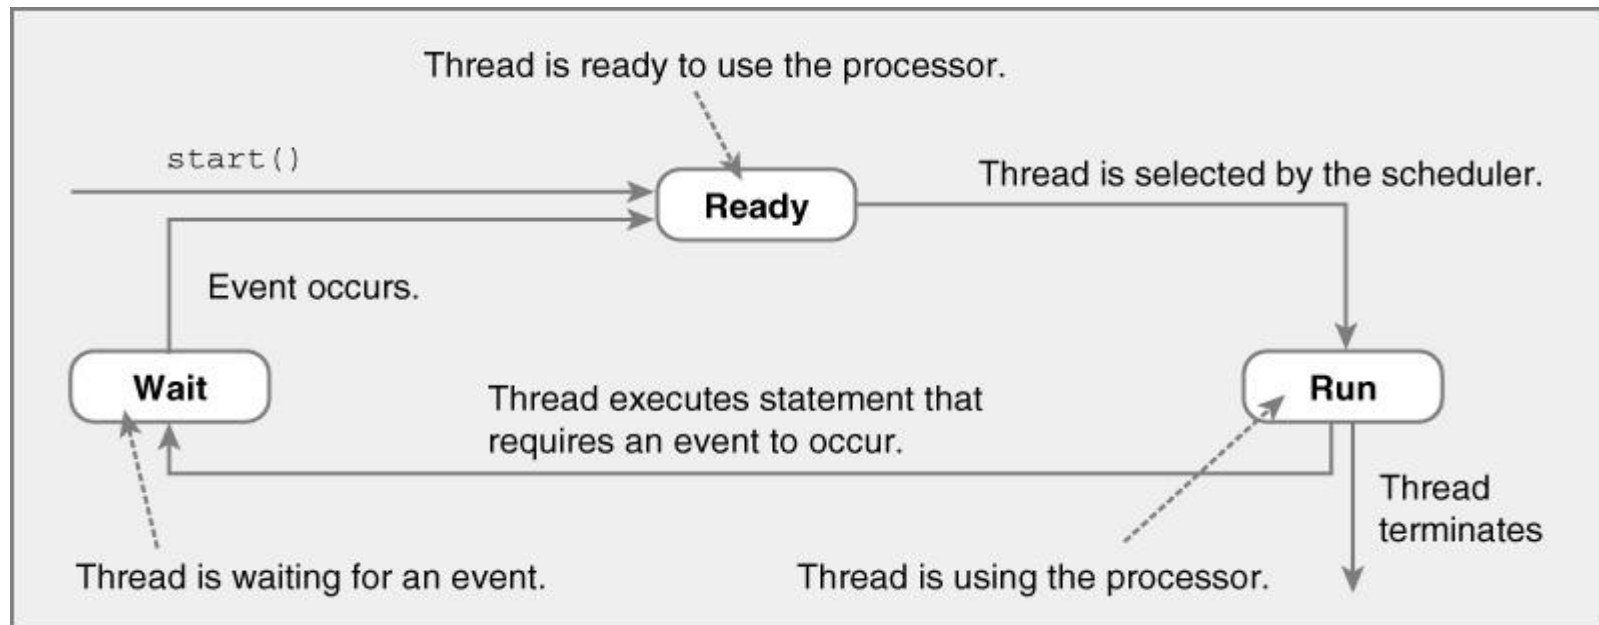 Thread is ready to use the processor.
start()
Thread is selected by the scheduler.
Ready
Event occurs.
Wait
Run
Thread executes statement that
requires an event to occur.
Thread
terminates
Thread is waiting for an event.
Thread is using the processor.